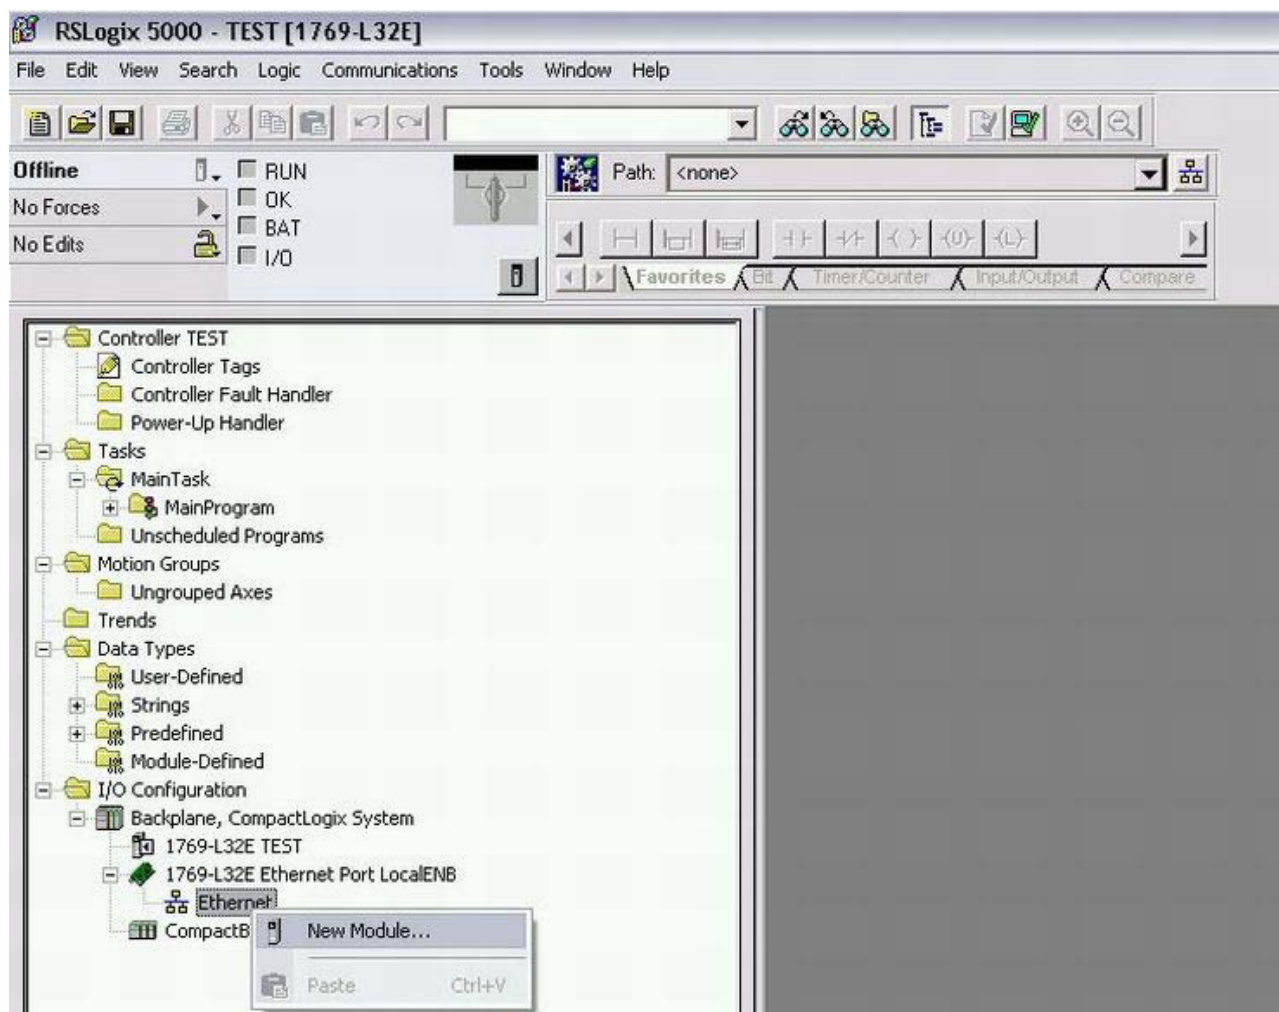 RSLogix 5000 - TEST [1769-L32E]
File Edit View Search Logic Communications Tools Window Help
Offline
RUN
Path: <none>
No Forces
OK
BAT
No Edits
I/O
Favorites Bit Timer/Counter Input/Output Compare
Controller TEST
Controller Tags
Controller Fault Handler
Power-Up Handler
Tasks
MainTask
MainProgram
Unscheduled Programs
Motion Groups
Ungrouped Axes
Trends
Data Types
User-Defined
Strings
Predefined
Module-Defined
I/O Configuration
Backplane, CompactLogix System
1769-L32E TEST
1769-L32E Ethernet Port LocalENB
Ethernet
CompactB
New Module...
Paste Ctrl+V